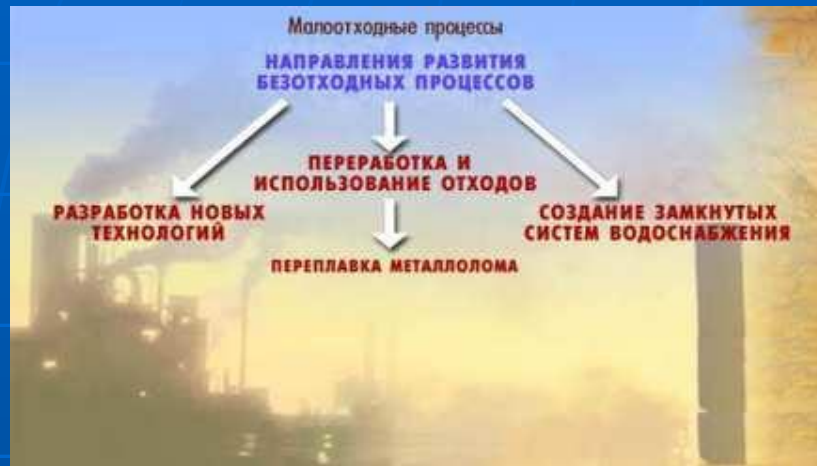 Малоотходные процессы
НАПРАВЛЕНИЯ РАЗВИТИЯ
БЕЗОТХОДНЫХ ПРОЦЕССОВ
ПЕРЕРАБОТКА И
ИСПОЛЬЗОВАНИЕ ОТХОДОВ
РАЗРАБОТКА НОВЫХ
ТЕХНОЛОГИЙ
СОЗДАНИЕ ЗАМКНУТЫХ
СИСТЕМ ВОДОСНАБЖЕНИЯ
ПЕРЕПЛАВКА МЕТАЛЛОЛОМА